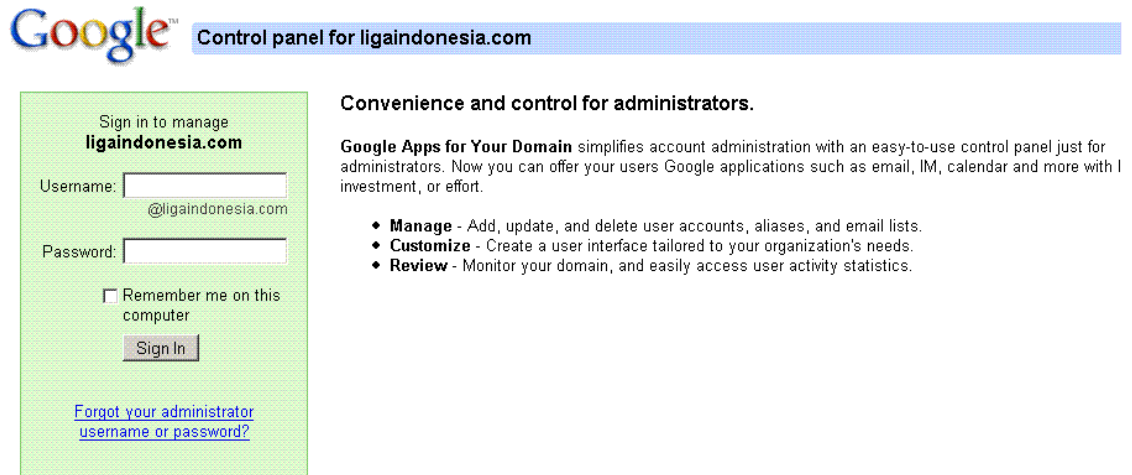 Google™ Control panel for ligaindonesia.com
Sign in to manage
ligaindonesia.com
Username:
@ligaindonesia.com
Password:
Remember me on this
computer
Sign In
Forgot your administrator
username or password?
Convenience and control for administrators.
Google Apps for Your Domain simplifies account administration with an easy-to-use control panel just for
administrators. Now you can offer your users Google applications such as email, IM, calendar and more with
investment, or effort.
• Manage - Add, update, and delete user accounts, aliases, and email lists.
• Customize - Create a user interface tailored to your organization's needs.
• Review - Monitor your domain, and easily access user activity statistics.